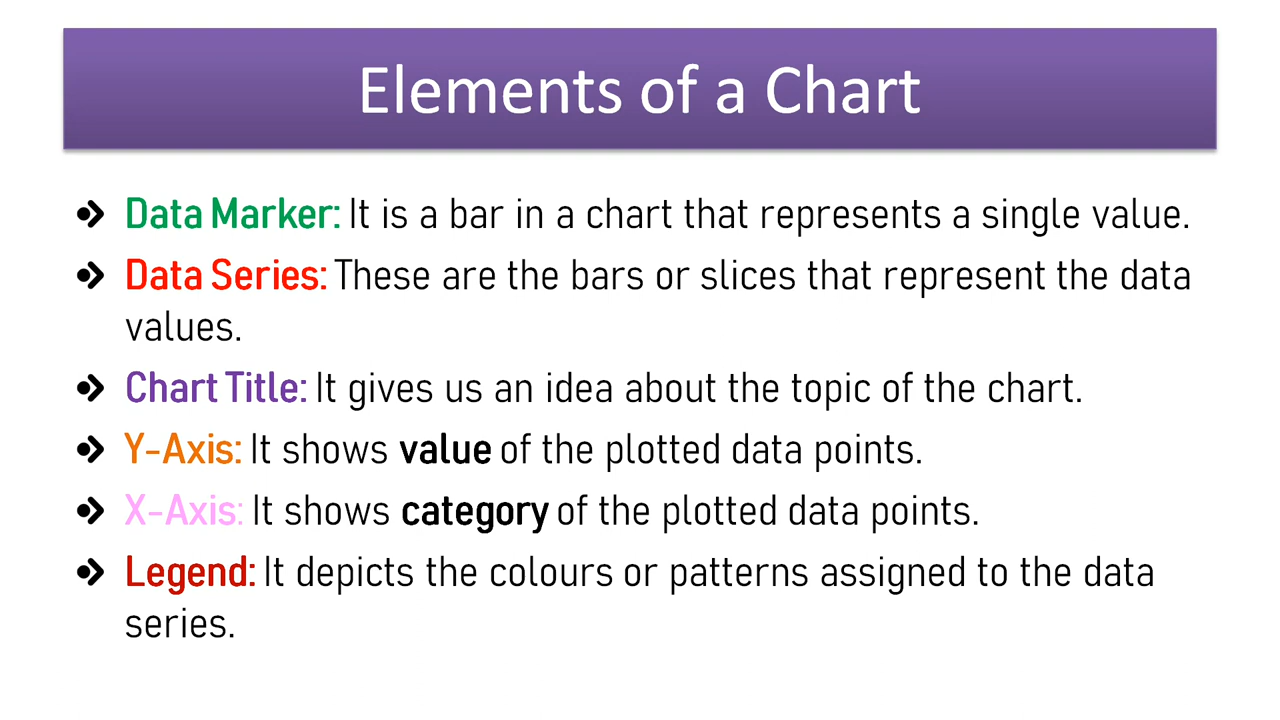 Elements of a Chart
Data Marker: It is a bar in a chart that represents a single value.
Data Series: These are the bars or slices that represent the data
values.
Chart Title: It gives us an idea about the topic of the chart.
Y-Axis: It shows value of the plotted data points.
X-Axis: It shows category of the plotted data points.
Legend: It depicts the colours or patterns assigned to the data
series.